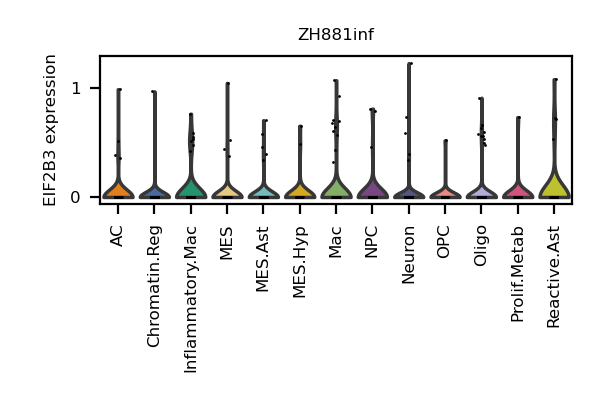 ZH881inf
EIF2B3 expression
1
0
AC
Chromatin.Reg
Inflammatory.Mac
MES
MES.Ast
MES.Hyp
Mac
NPC
Neuron
OPC
Oligo
Prolif.Metab
Reactive.Ast